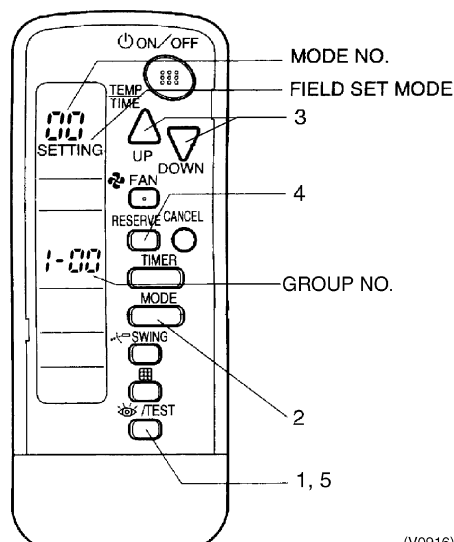 ON/OFF
MODE NO.
FIELD SET MODE
TEMP
TIME
00
SETTING
3
UP
DOWN
FAN
4
RESERVE CANCEL
1-00
TIMER
GROUP NO.
MODE
SWING
2
/TEST
1, 5
(V0916)